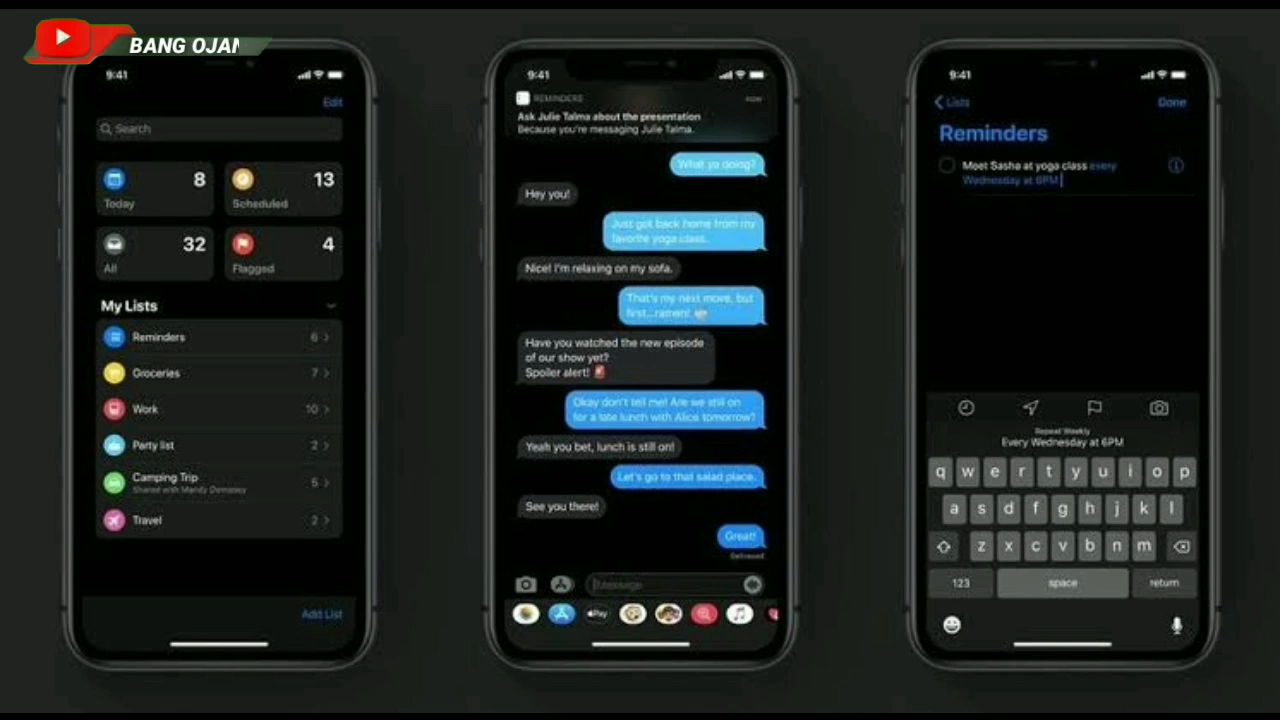 BANG OJAN
9:41
Edit
Search
8
13
Today
Scheduled
32
4
All
Flagged
My Lists
Reminders
6
Groceries
7
Work
10
Party list
2
Camping Trip
5
Shared with Mandy Dempsey
Travel
2
Add List
9:41
REMINDERS
now
Ask Julie Talma about the presentation
Because you're messaging Julie Talma.
What ya doing?
Hey you!
Just got back home from my
favorite yoga class.
Nice! I'm relaxing on my sofa.
That's my next move, but
first...ramen!
Have you watched the new episode
of our show yet?
Spoiler alert!
Okay don't tell me! Are we still on
for a late lunch with Alice tomorrow?
Yeah you bet, lunch is still on!
Let's go to that salad place.
See you there!
Great!
Delivered
iMessage
Pay
9:41
Lists
Done
Reminders
Meet Sasha at yoga class every
Wednesday at 6PM
Repeat Weekly
Every Wednesday at 6PM
q w e r t y u i o p
a s d f g h j k l
z x c v b n m
123 space return